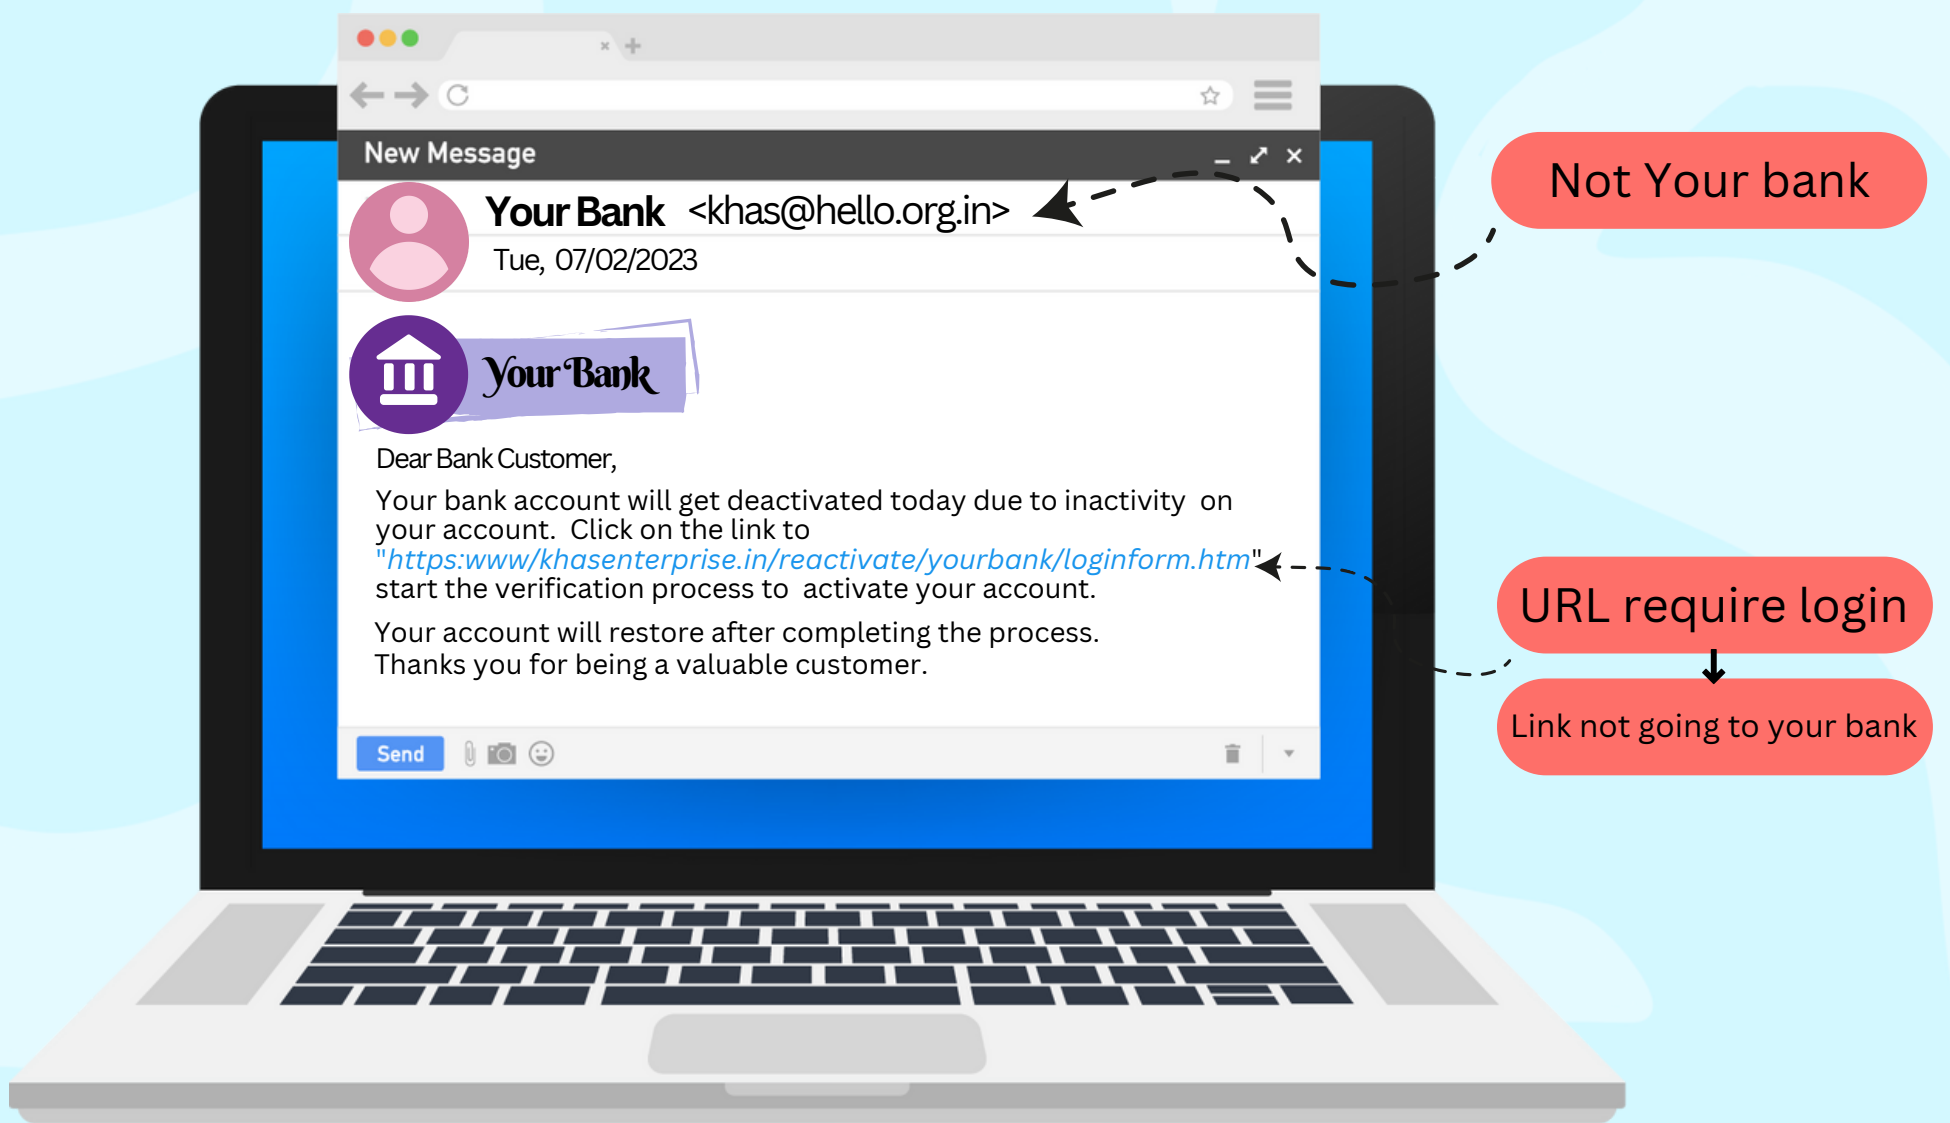 New Message
Your Bank <khas@hello.org.in>
Tue, 07/02/2023
Your Bank
Dear Bank Customer,
Your bank account will get deactivated today due to inactivity on
your account. Click on the link to
"https:www/khasenterprise.in/reactivate/yourbank/loginform.htm"
start the verification process to activate your account.
Your account will restore after completing the process.
Thanks you for being a valuable customer.
Send
Not Your bank
URL require login
Link not going to your bank